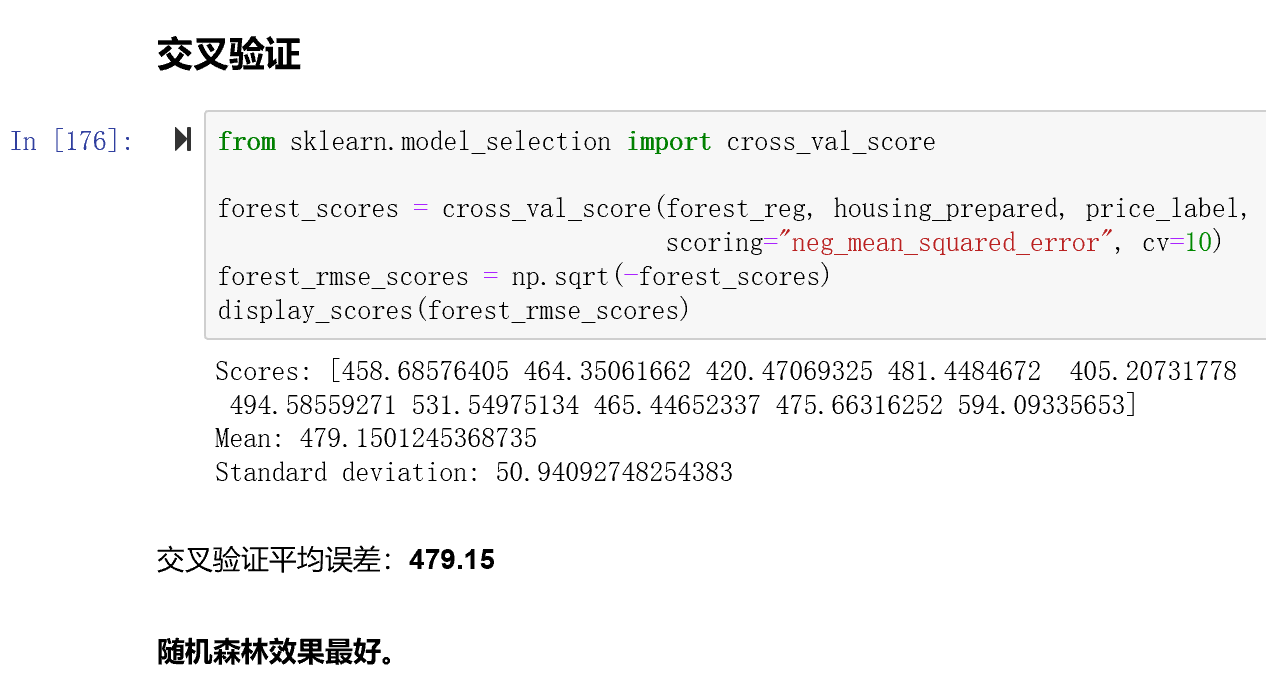 交叉验证
In [176]:
from sklearn.model_selection import cross_val_score
forest_scores = cross_val_score(forest_reg, housing_prepared, price_label,
scoring="neg_mean_squared_error", cv=10)
forest_rmse_scores = np.sqrt(-forest_scores)
display_scores(forest_rmse_scores)
Scores: [458.68576405 464.35061662 420.47069325 481.4484672  405.20731778
494.58559271 531.54975134 465.44652337 475.66316252 594.09335653]
Mean: 479.1501245368735
Standard deviation: 50.94092748254383
交叉验证平均误差：479.15
随机森林效果最好。